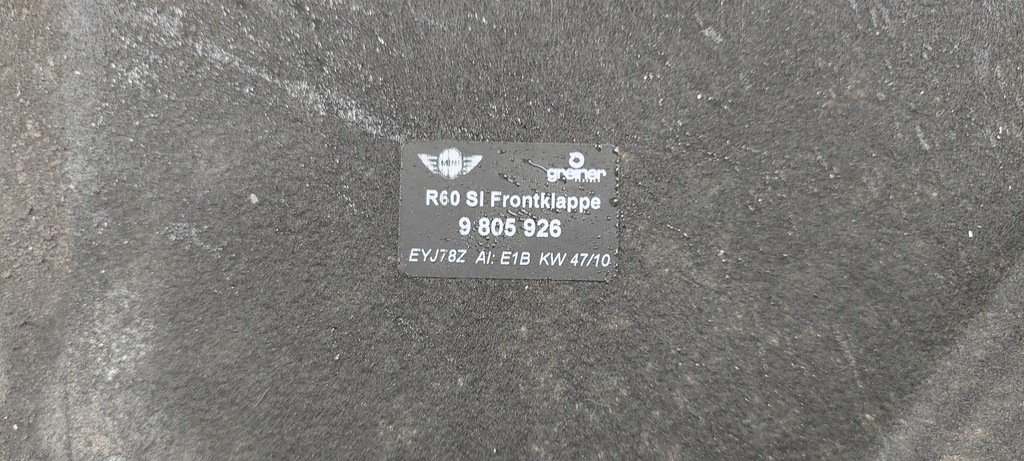 MINI
greiner
R60 SI Frontklappe
9 805 926
EYJ78Z AI: E1B KW 47/10